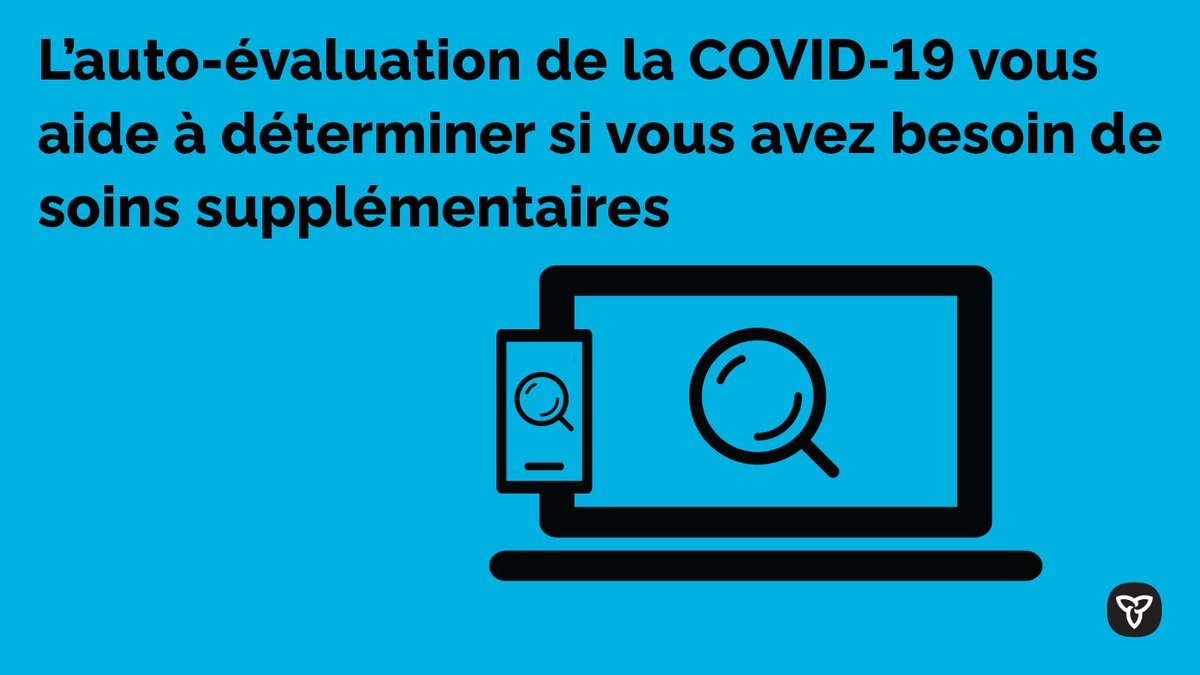 L’auto-évaluation de la COVID-19 vous
aide à déterminer si vous avez besoin de
soins supplémentaires